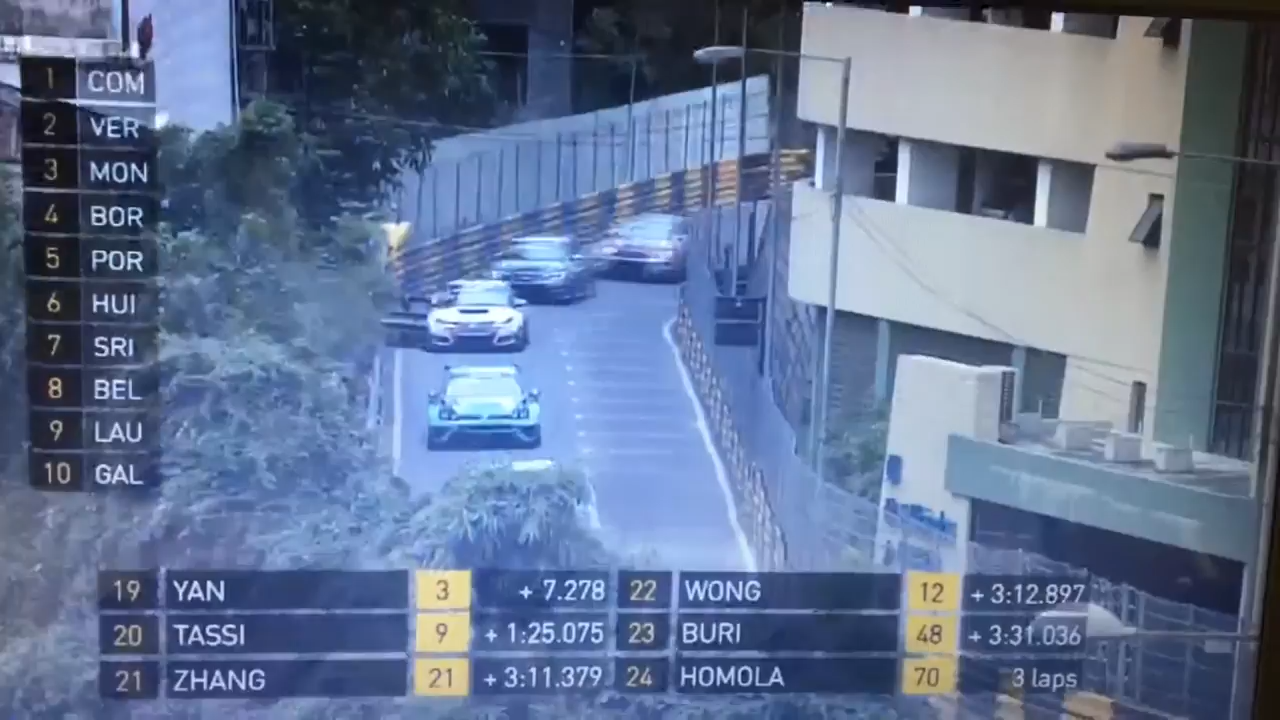 1 COM
2 VER
3 MON
4 BOR
5 POR
6 HUI
7 SRI
8 BEL
9 LAU
10 GAL
19 YAN 3 + 7.278 22 WONG 12 + 3:12.897
20 TASSI 9 + 1:25.075 23 BURI 48 + 3:31.036
21 ZHANG 21 + 3:11.379 24 HOMOLA 70 3 laps